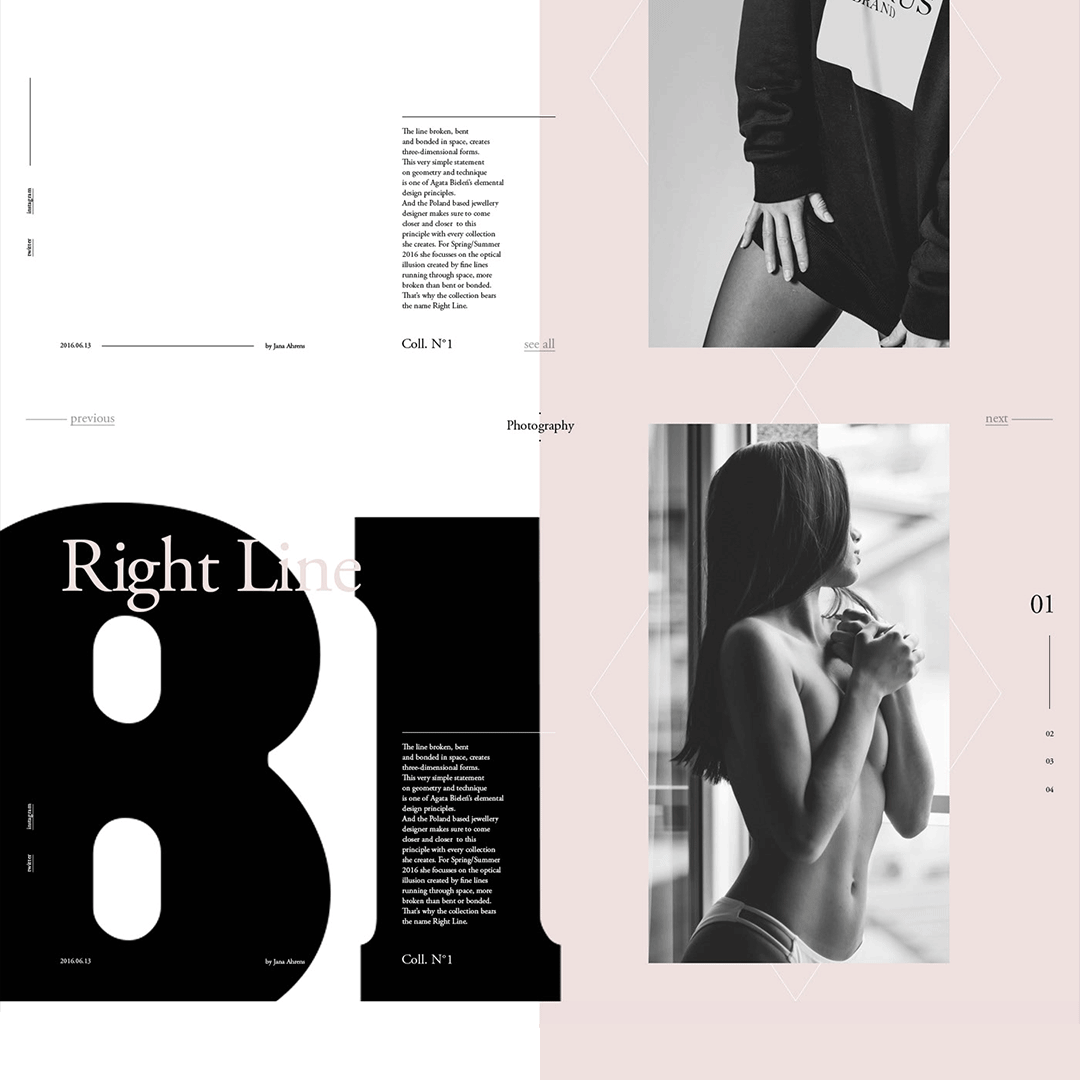 US
BRAND
The line broken, bent
and bonded in space, creates
three-dimensional forms.
This very simple statement
on geometry and technique
is one of Agata Bieleń's elemental
design principles.
And the Poland based jewellery
designer makes sure to come
closer and closer to this
principle with every collection
she creates. For Spring/Summer
2016 she focusses on the optical
illusion created by fine lines
running through space, more
broken than bent or bonded.
That's why the collection bears
the name Right Line.
instagram
twitter
2016.06.13
by Jana Ahrens
Coll. N°1
see all
previous
Photography
next
Right Line
81
01
02
03
04
The line broken, bent
and bonded in space, creates
three-dimensional forms.
This very simple statement
on geometry and technique
is one of Agata Bieleń's elemental
design principles.
And the Poland based jewellery
designer makes sure to come
closer and closer to this
principle with every collection
she creates. For Spring/Summer
2016 she focusses on the optical
illusion created by fine lines
running through space, more
broken than bent or bonded.
That's why the collection bears
the name Right Line.
instagram
twitter
2016.06.13
by Jana Ahrens
Coll. N°1